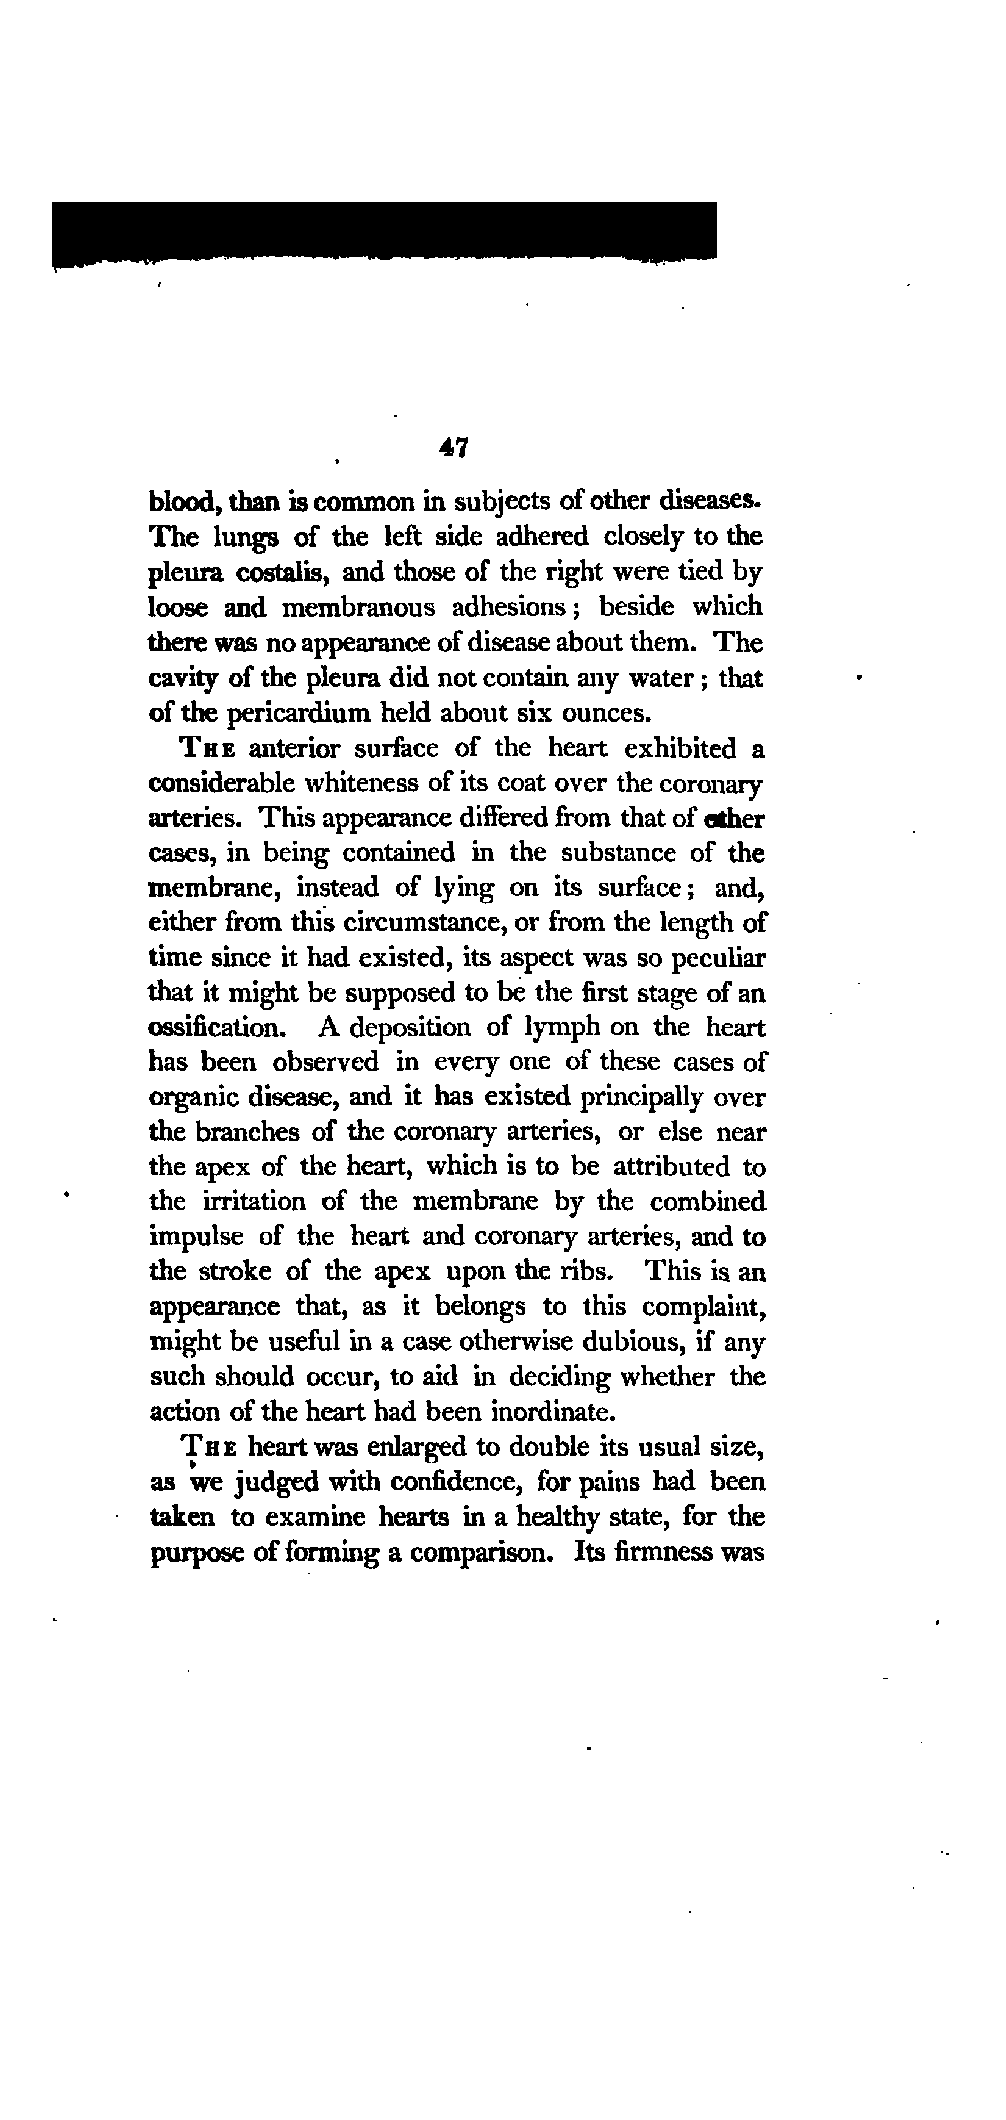 47
blood, than is common in subjects of other diseases.
The lungs of the left side adhered closely to the
pleura costalis, and those of the right were tied by
loose and membranous adhesions; beside which
there was no appearance of disease about them. The
cavity of the pleura did not contain any water; that
of the pericardium held about six ounces.
THE anterior surface of the heart exhibited a
considerable whiteness of its coat over the coronary
arteries. This appearance differed from that of other
cases, in being contained in the substance of the
membrane, instead of lying on its surface; and,
either from this circumstance, or from the length of
time since it had existed, its aspect was so peculiar
that it might be supposed to be the first stage of an
ossification. A deposition of lymph on the heart
has been observed in every one of these cases of
organic disease, and it has existed principally over
the branches of the coronary arteries, or else near
the apex of the heart, which is to be attributed to
the irritation of the membrane by the combined
impulse of the heart and coronary arteries, and to
the stroke of the apex upon the ribs. This is an
appearance that, as it belongs to this complaint,
might be useful in a case otherwise dubious, if any
such should occur, to aid in deciding whether the
action of the heart had been inordinate.
THE heart was enlarged to double its usual size,
as we judged with confidence, for pains had been
taken to examine hearts in a healthy state, for the
purpose of forming a comparison. Its firmness was